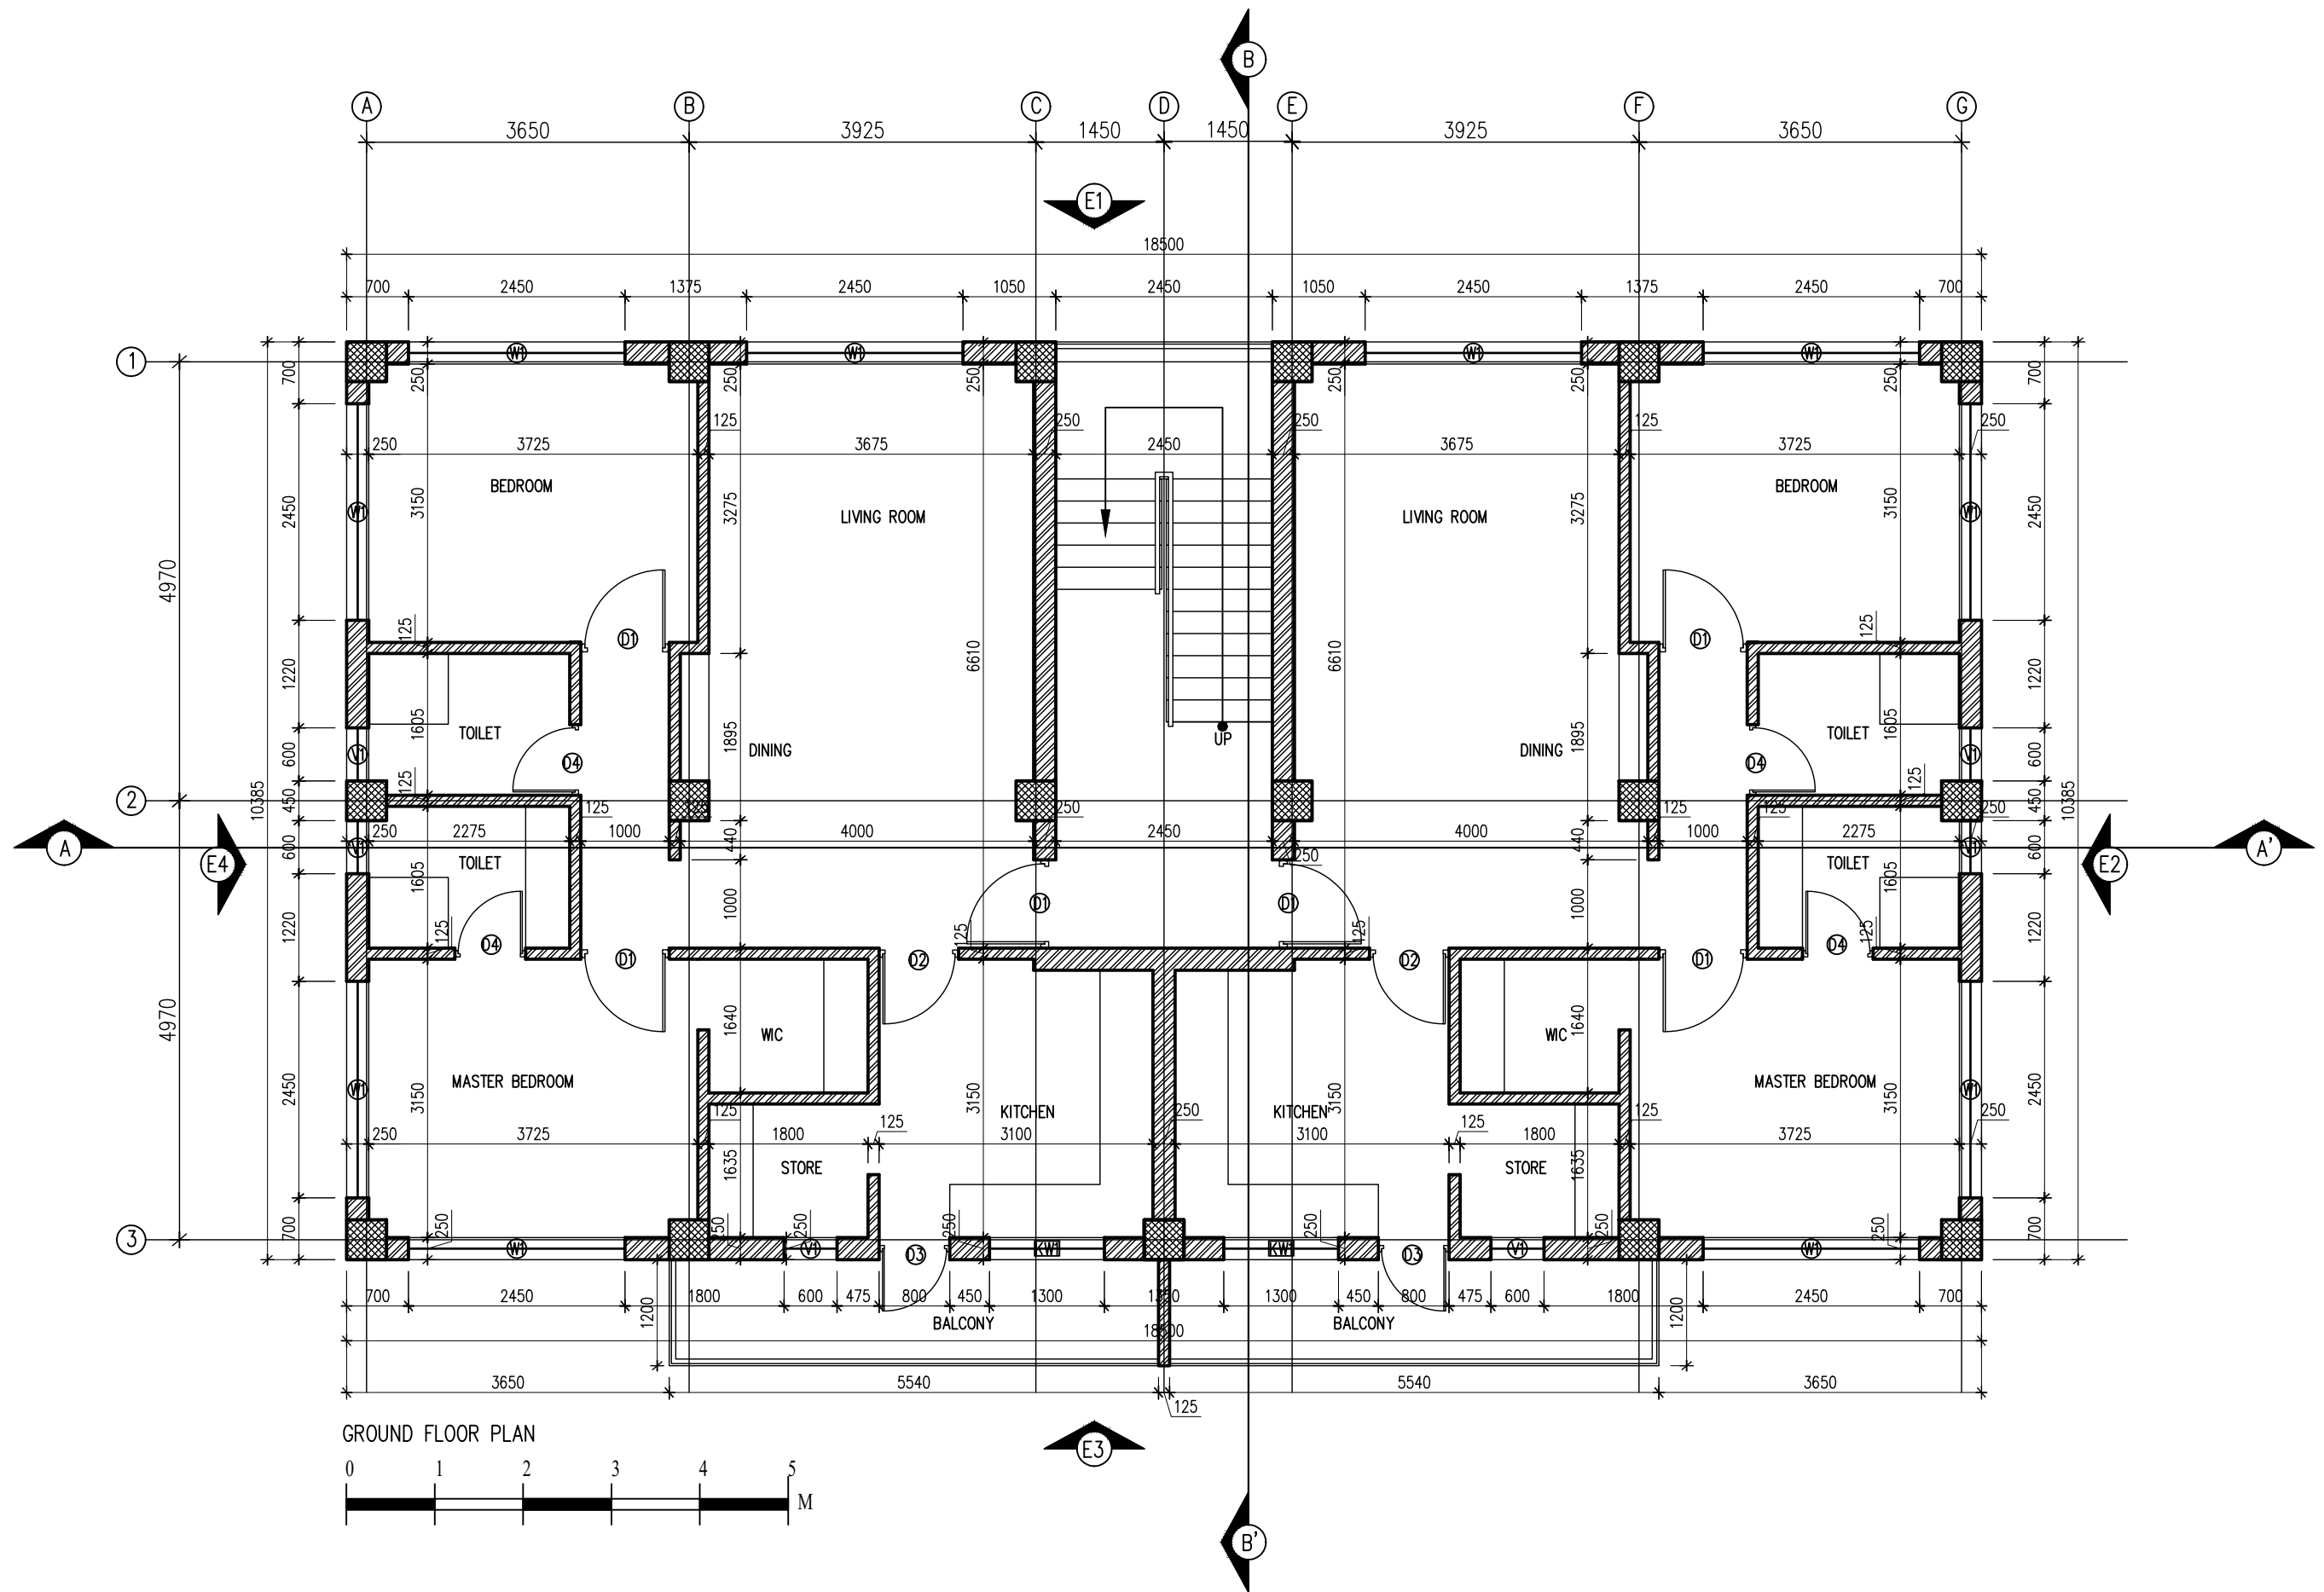 B
A B C D E F G
3650 3925 1450 1450 3925 3650
E1
18500
700 2450 1375 2450 1050 2450 1050 2450 1375 2450 700
1 W1 W1 W1 W1
700 250 250 250 250 250 250 700
125 250 250 125 250
250 3725 3675 2450 3675 3725
BEDROOM BEDROOM
2450 W1 3150 3275 LIVING ROOM LIVING ROOM 3275 3150 W1 2450
4970
125 D1 D1 125
1220 6610 6610 1220
1605 TOILET TOILET 1605
UP
600 V1 D4 1895 DINING DINING 1895 D4 V1 600
10385 125 125 10385
2 450 125 125 250 125 125 250 450
250 2275 1000 4000 2450 4000 1000 2275
A E4 600 V1 TOILET 440 250 440 TOILET V1 600 E2 A'
1605 1605
1220 1000 D1 D1 1000 1220
125 D4 D1 D2 125 125 D2 D1 D4 125
4970
1640 WIC WIC 1640
2450 W1 MASTER BEDROOM 3150 MASTER BEDROOM W1 2450
3150 KITCHEN KITCHEN 3150 3150
125 125 250 125 125 250
250 3725 1800 3100 3100 1800 3725
1635 STORE STORE 1635
700 250 250 250 250 250 250 250 700
3 W1 V1 D3 KW1 KW1 D3 V1 W1
700 2450 1800 600 475 800 450 1300 1350 1300 450 800 475 600 1800 2450 700
1200 BALCONY BALCONY 1200
18500
3650 5540 5540 3650
125
GROUND FLOOR PLAN
E3
0 1 2 3 4 5
M
B'